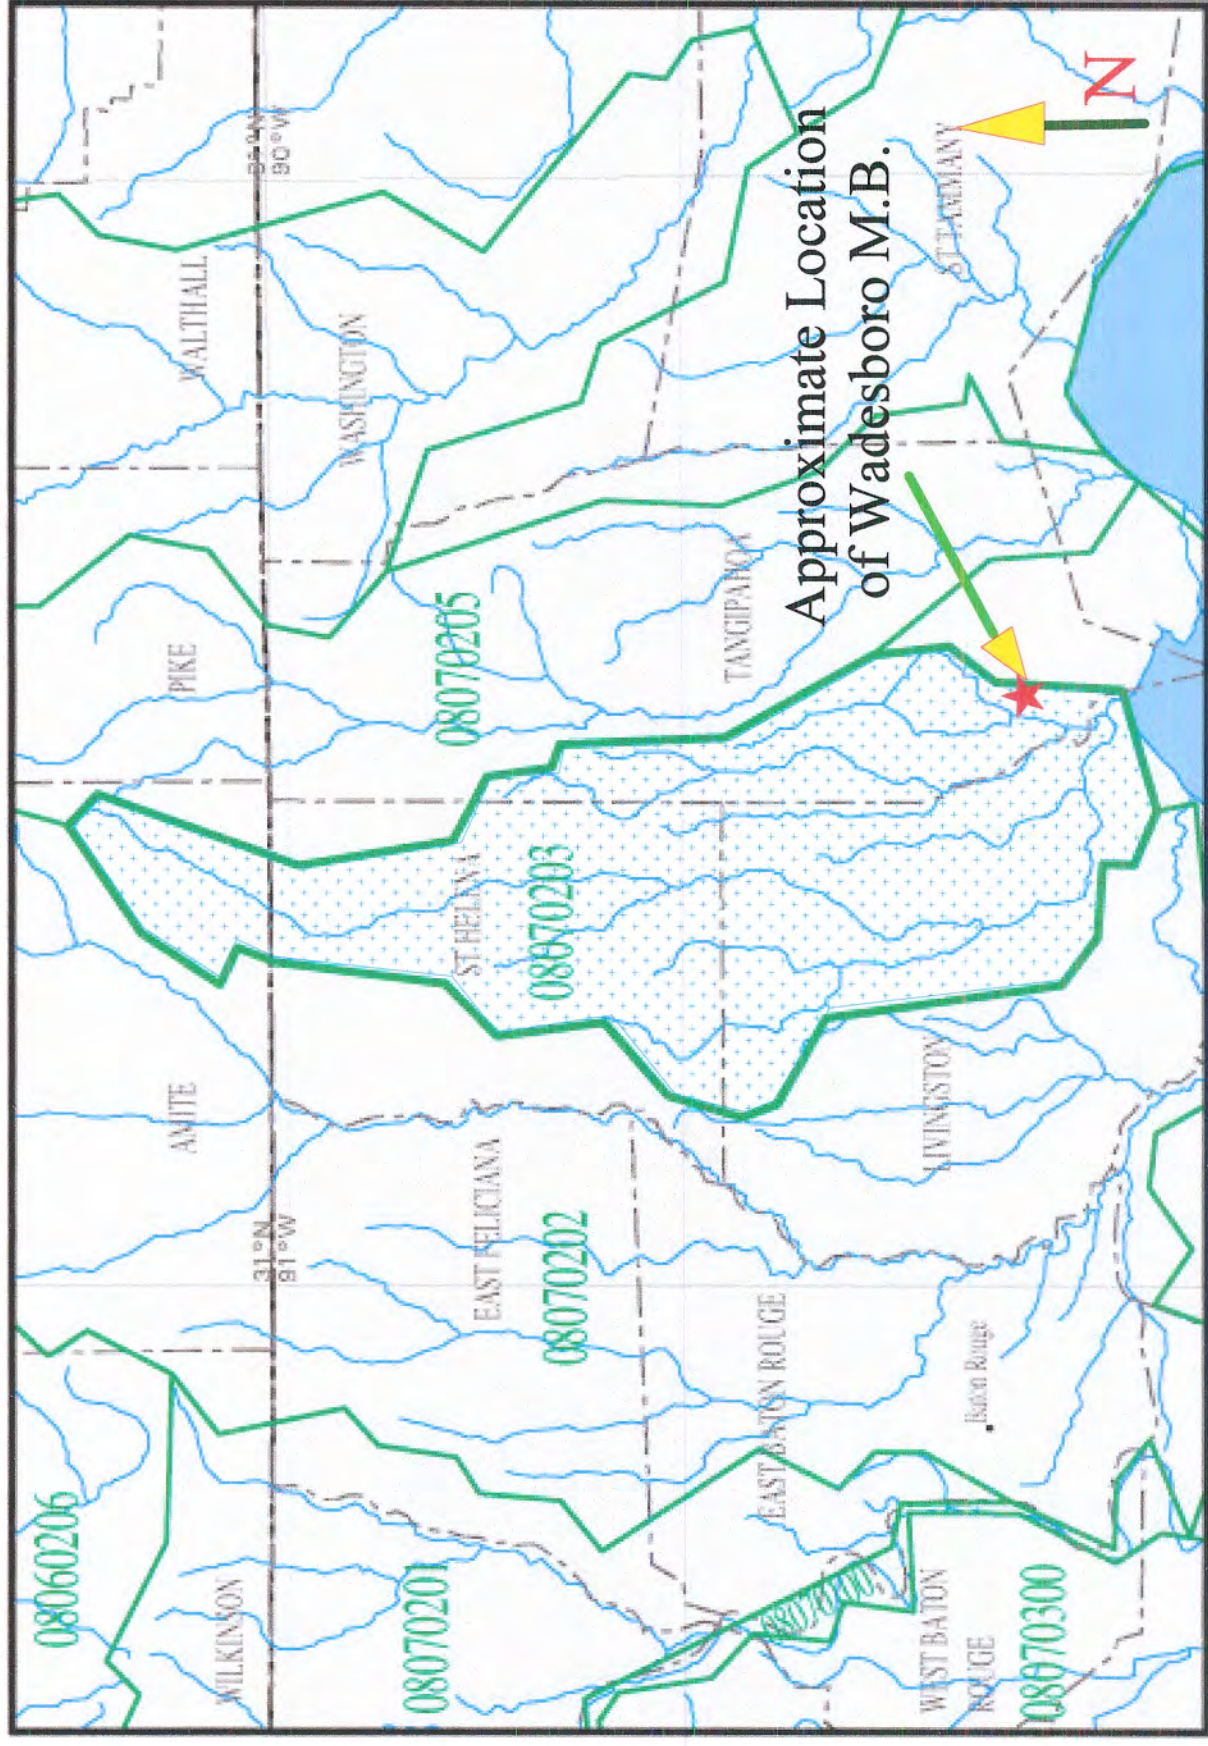 08060206
WILKINSON
AMITE
PIKE
WALTHALL
31°N
91°W
31°N
90°W
WASHINGTON
08070201
EAST FELICIANA
ST HELENA
08070205
08070202
08070203
EAST BATON ROUGE
TANGIPAHOA
Approximate Location
of Wadesboro M.B.
WEST BATON
ROUGE
Baton Rouge
LIVINGSTON
ST TAMMANY
08070300
N